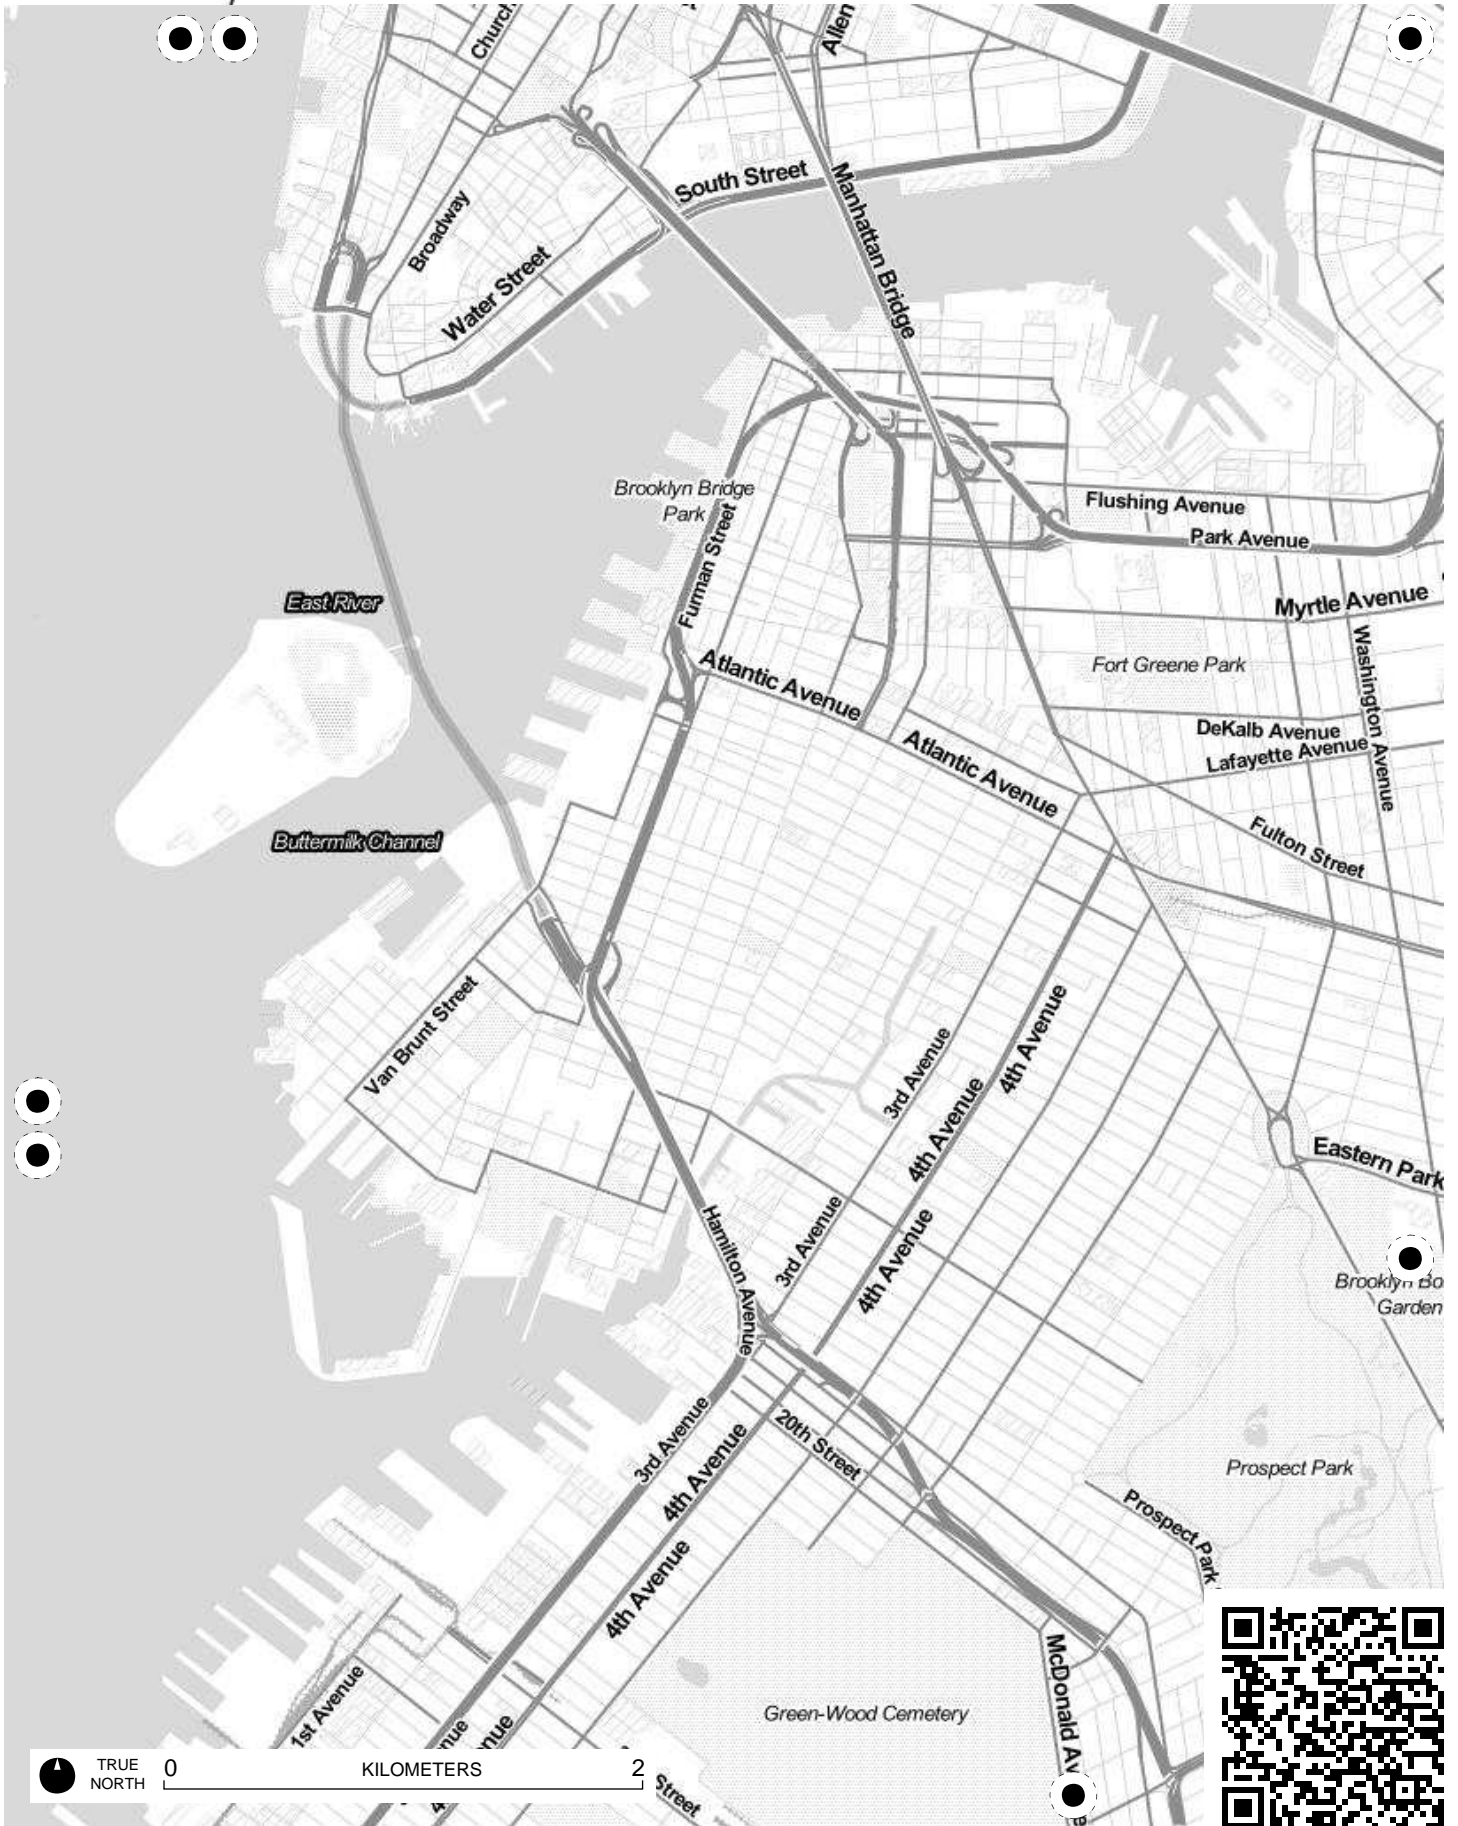 Church
Allen
South Street
Manhattan Bridge
Broadway
Water Street
Brooklyn Bridge
Park
Furman Street
Flushing Avenue
Park Avenue
East River
Myrtle Avenue
Washington Avenue
Atlantic Avenue
Fort Greene Park
DeKalb Avenue
Lafayette Avenue
Atlantic Avenue
Buttermilk Channel
Fulton Street
Van Brunt Street
4th Avenue
3rd Avenue
4th Avenue
Eastern Park
3rd Avenue
4th Avenue
Hamilton Avenue
Brooklyn Bo
Garden
3rd Avenue
4th Avenue
20th Street
Prospect Park
Prospect Park
4th Avenue
McDonald Av
1st Avenue
Green-Wood Cemetery
nue
nue
Street
TRUE
NORTH
0
KILOMETERS
2